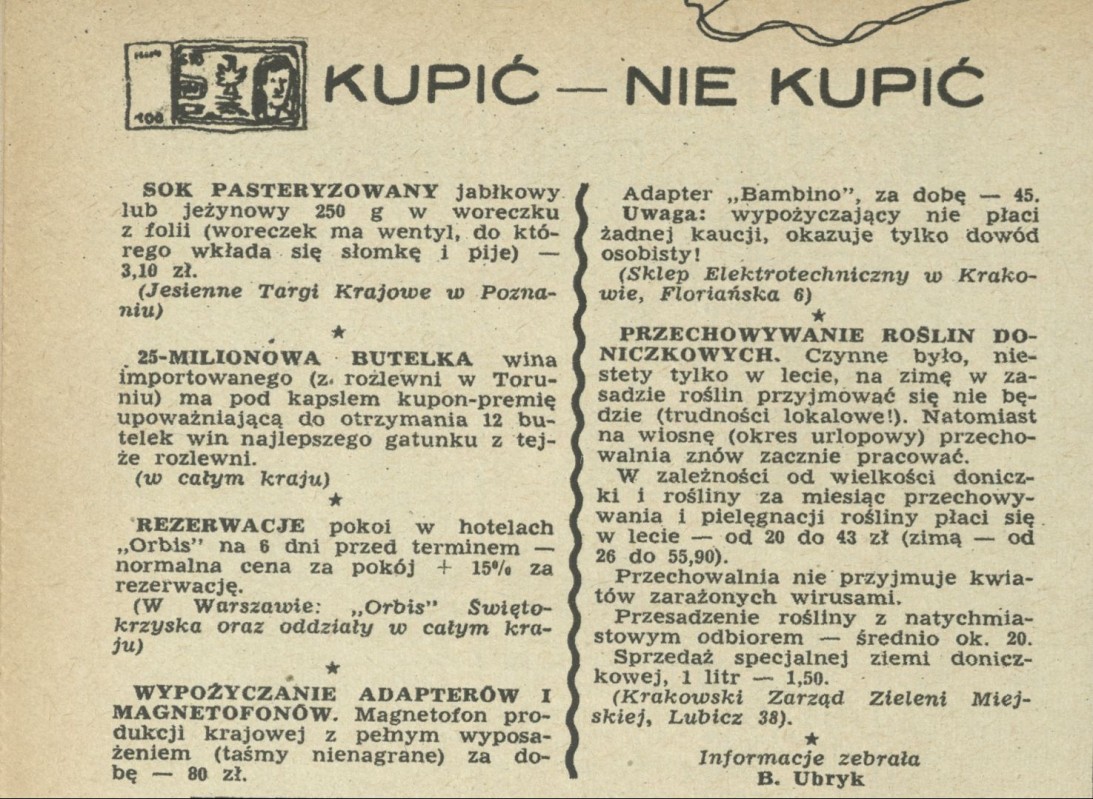 100
KUPIĆ — NIE KUPIĆ
SOK PASTERYZOWANY jabłkowy
lub jeżynowy 250 g w woreczku
z folii (woreczek ma wentyl, do któ-
rego wkłada się słomkę i pije) —
3,10 zł.
(Jesienne Targi Krajowe w Pozna-
niu)
★
25-MILIONOWA BUTELKA wina
importowanego (z rozlewni w Toru-
niu) ma pod kapslem kupon-premię
upoważniającą do otrzymania 12 bu-
telek win najlepszego gatunku z tej-
że rozlewni.
(w całym kraju)
★
REZERWACJE pokoi w hotelach
„Orbis” na 6 dni przed terminem —
normalna cena za pokój + 15% za
rezerwację.
(W Warszawie: „Orbis” Święto-
krzyska oraz oddziały w całym kra-
ju)
★
WYPOŻYCZANIE ADAPTERÓW I
MAGNETOFONÓW. Magnetofon pro-
dukcji krajowej z pełnym wyposa-
żeniem (taśmy nienagrane) za do-
bę — 80 zł.
Adapter „Bambino”, za dobę — 45.
Uwaga: wypożyczający nie płaci
żadnej kaucji, okazuje tylko dowód
osobisty!
(Sklep Elektrotechniczny w Krako-
wie, Floriańska 6)
★
PRZECHOWYWANIE ROŚLIN DO-
NICZKOWYCH. Czynne było, nie-
stety tylko w lecie, na zimę w za-
sadzie roślin przyjmować się nie bę-
dzie (trudności lokalowe!). Natomiast
na wiosnę (okres urlopowy) przecho-
walnia znów zacznie pracować.
W zależności od wielkości donicz-
ki i rośliny za miesiąc przechowy-
wania i pielęgnacji rośliny płaci się
w lecie — od 20 do 43 zł (zimą — od
26 do 55,90).
Przechowalnia nie przyjmuje kwia-
tów zarażonych wirusami.
Przesadzenie rośliny z natychmia-
stowym odbiorem — średnio ok. 20.
Sprzedaż specjalnej ziemi donicz-
kowej, 1 litr — 1,50.
(Krakowski Zarząd Zieleni Miej-
skiej, Lubicz 38).
★
Informacje zebrała
B. Ubryk